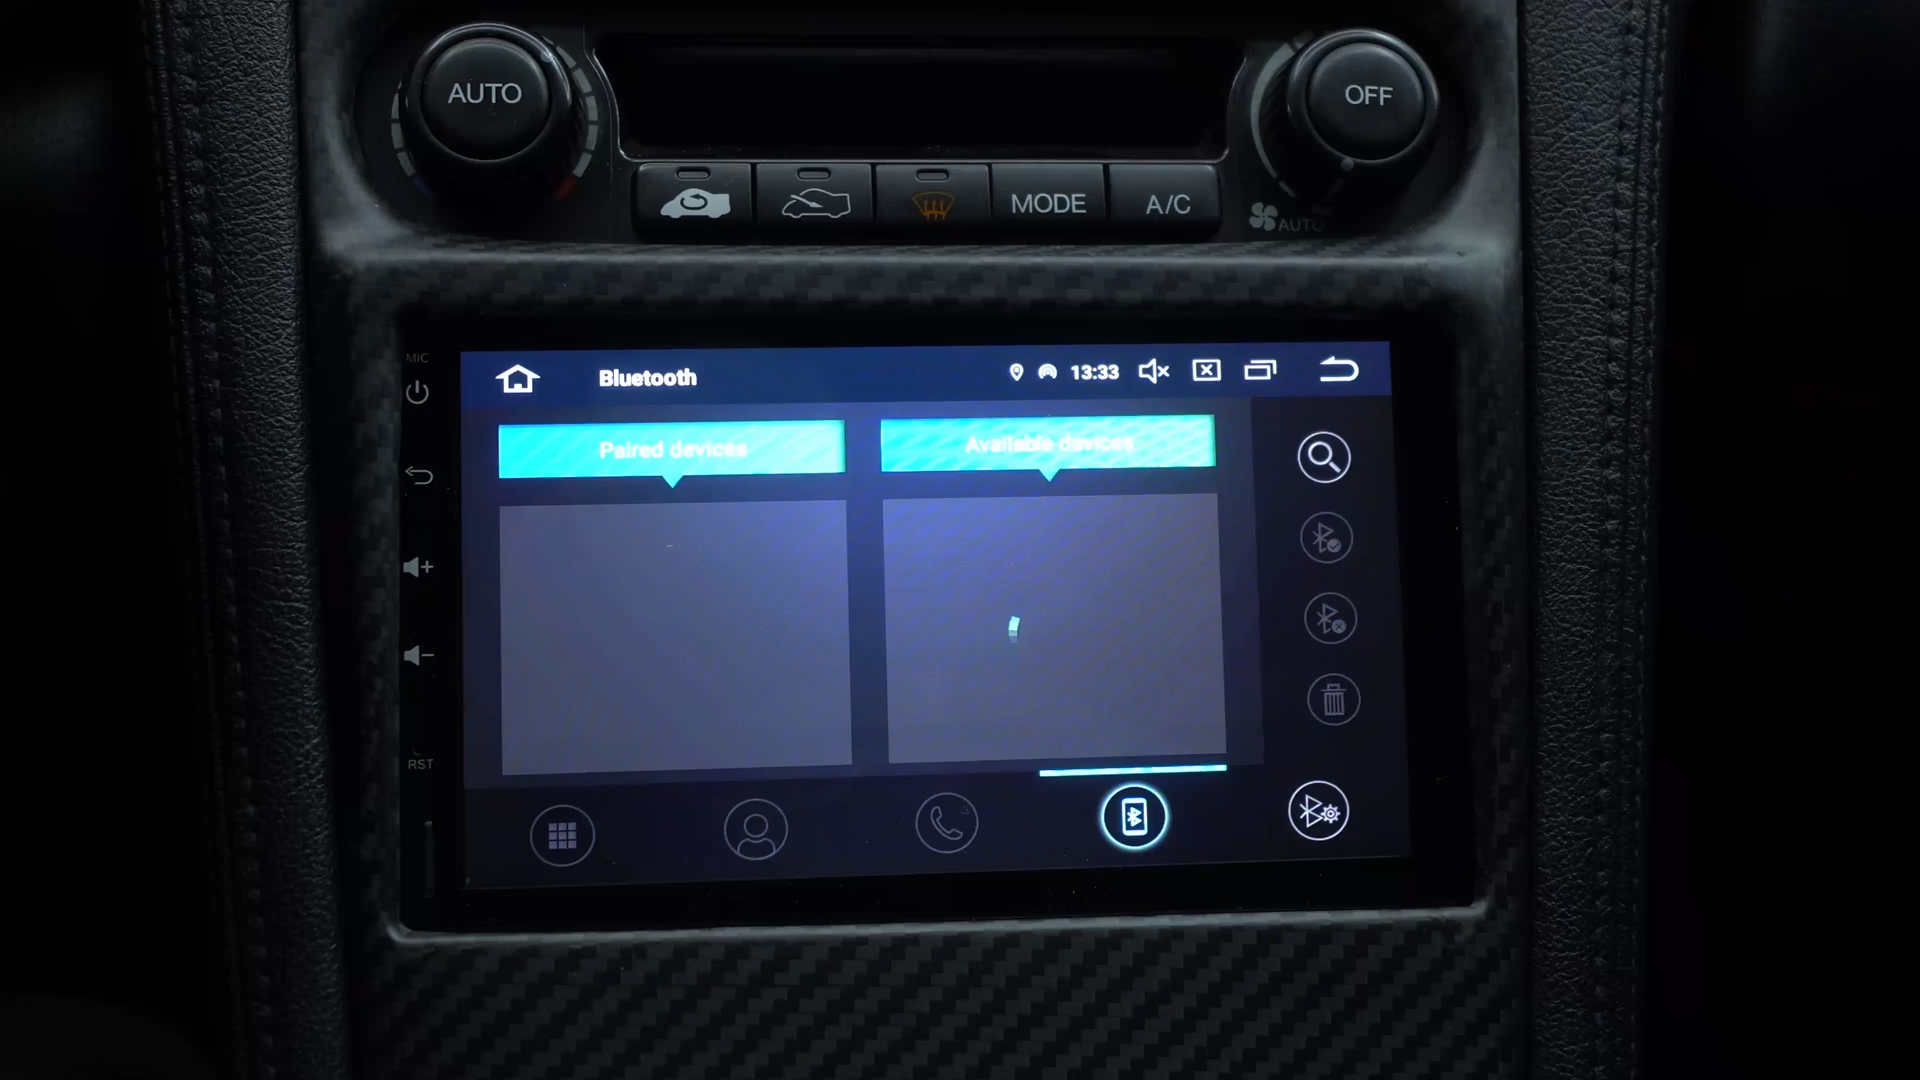 AUTO
OFF
MODE
A/C
AUTO
MIC
Bluetooth
13:33
Paired devices
Available devices
RST